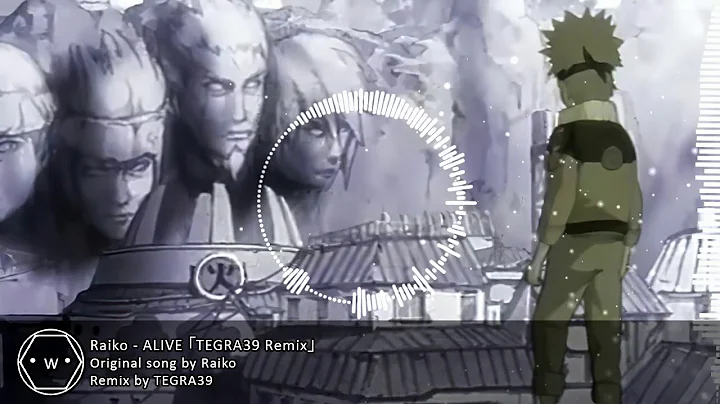 火
Raiko - ALIVE「TEGRA39 Remix」
Original song by Raiko
Remix by TEGRA39
• w •